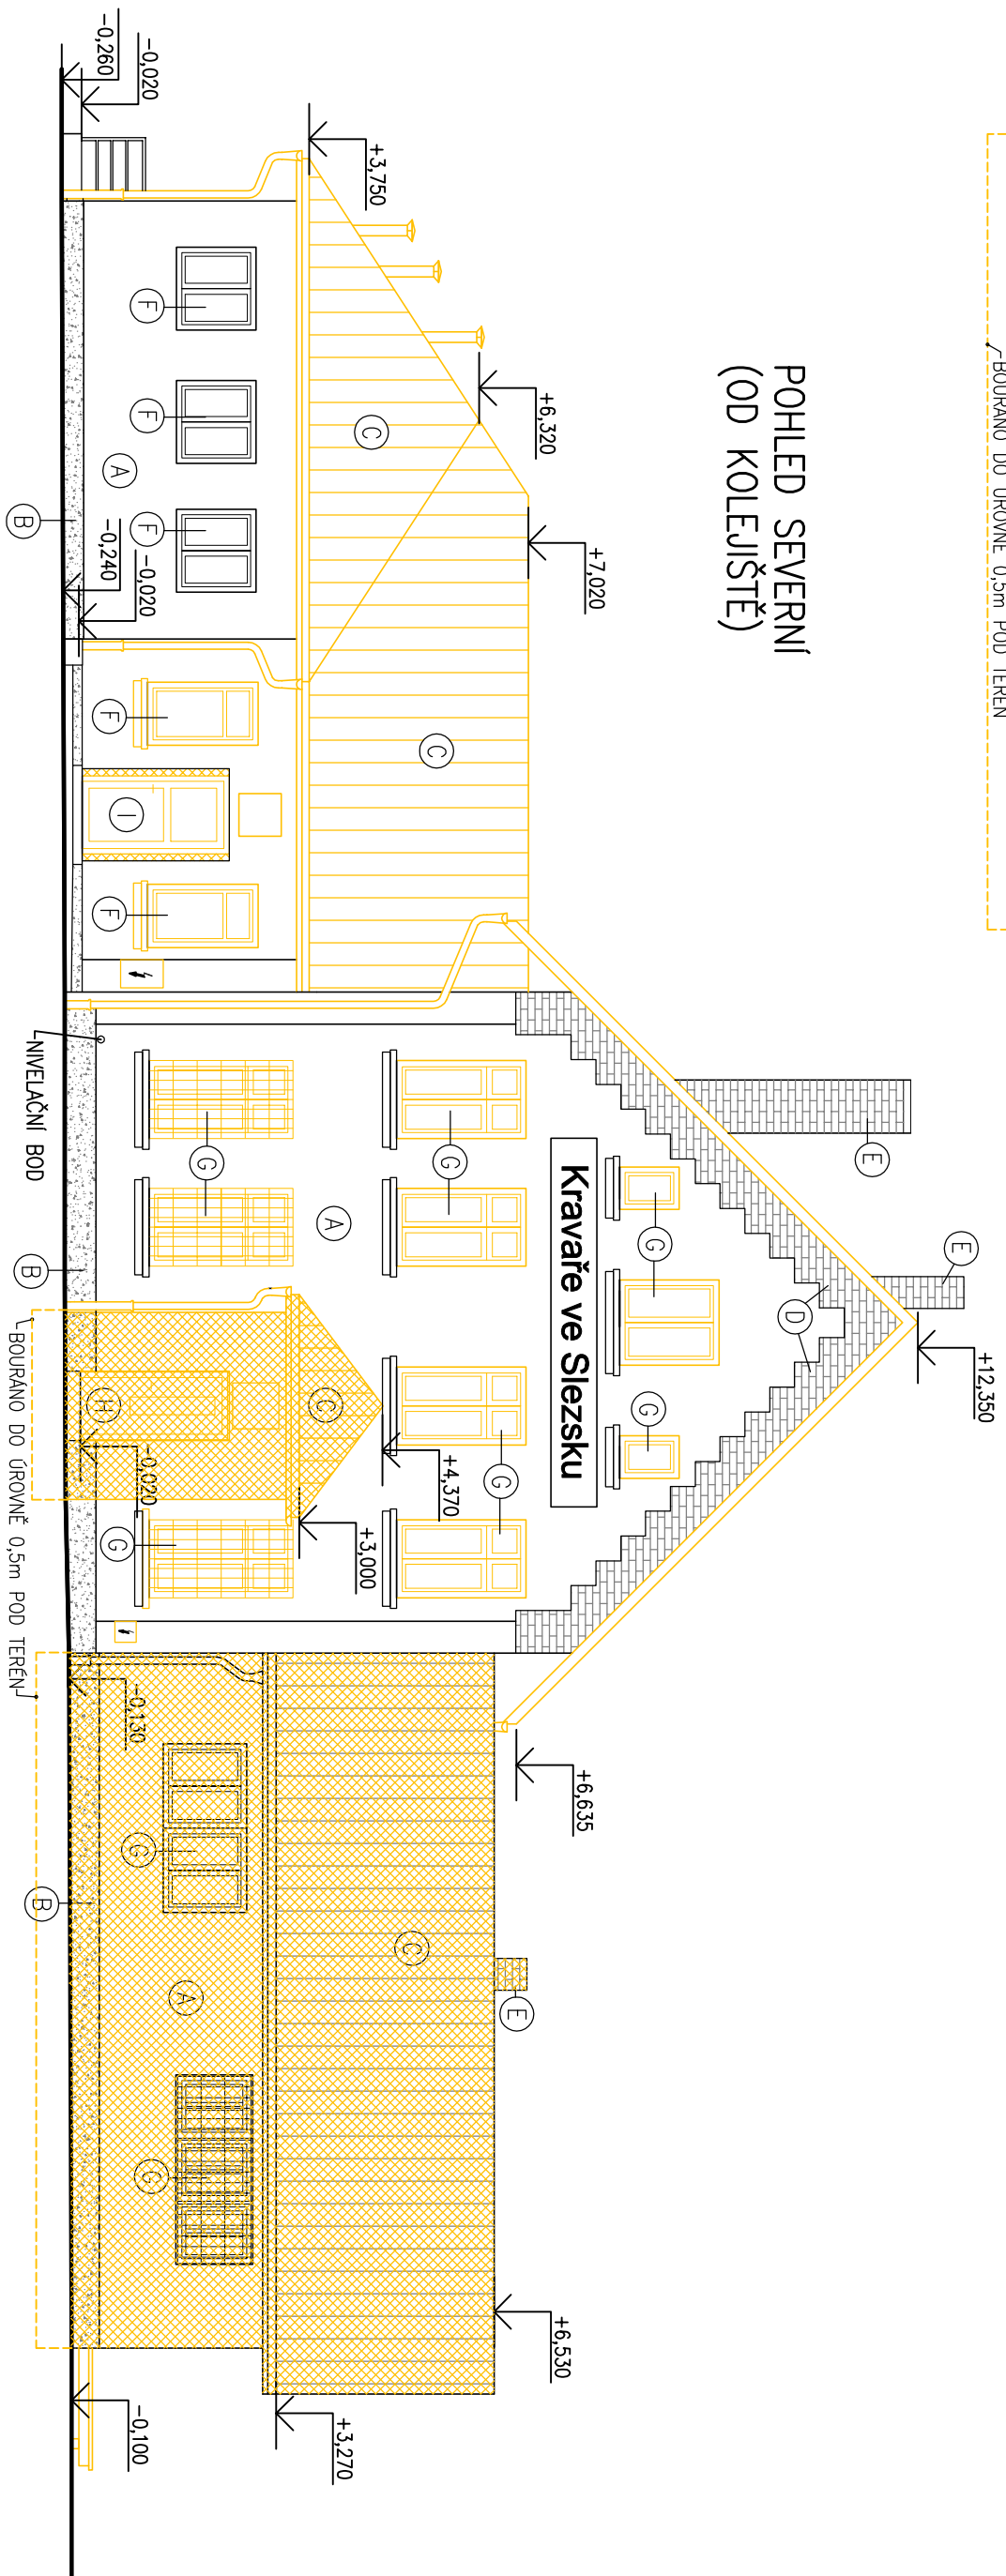 BOURÁNO DO ÚROVNĚ 0,5m POD TERÉN
POHLED SEVERNÍ
(OD KOLEJIŠTĚ)
+12,350
E
E
D
+7,020
+6,320
+6,635
+6,530
G
G
Kravaře ve Slezsku
E
C
C
C
+3,750
G
G
+4,370
+3,000
+3,270
A
C
G
G
G
A
G
G
F
F
F
A
F
I
F
H
-0,020
-0,260
-0,020
-0,240
-0,020
-0,130
-0,100
B
NIVELAČNÍ BOD
B
B
BOURÁNO DO ÚROVNĚ 0,5m POD TERÉN